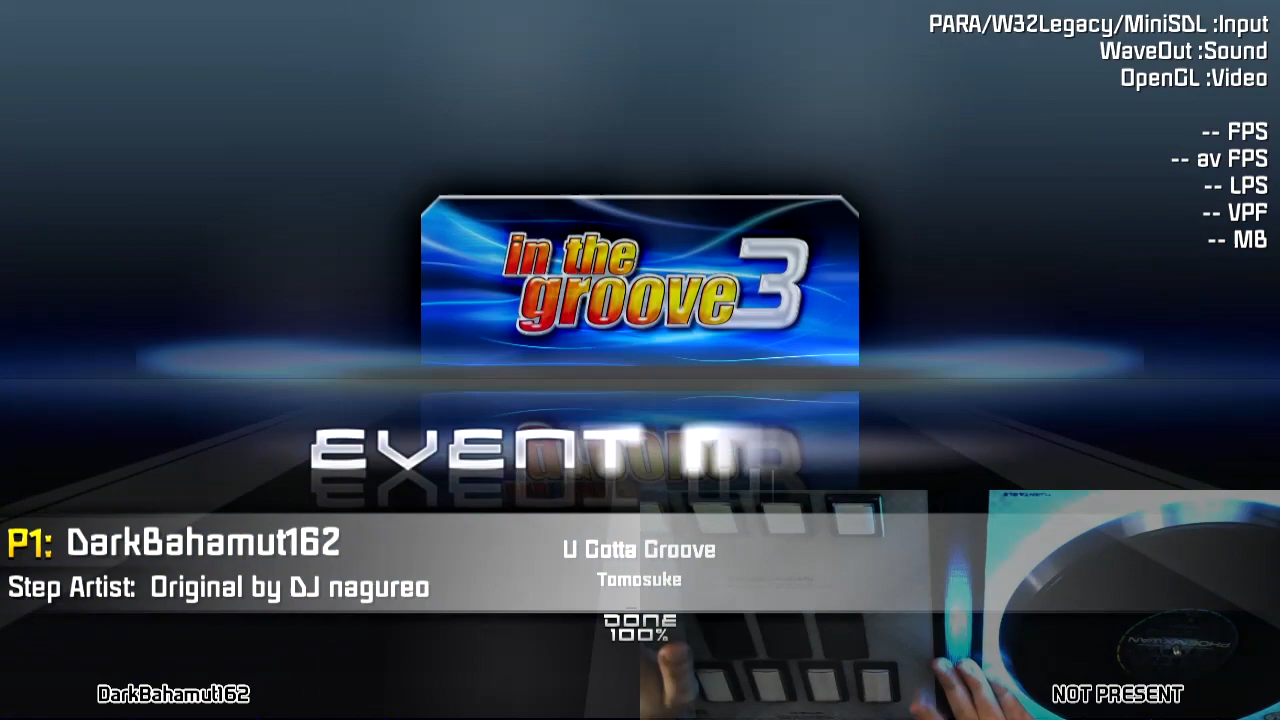 PARA/W32Legacy/MiniSDL :Input
WaveOut :Sound
OpenGL :Video
-- FPS
-- av FPS
-- LPS
-- VPF
-- MB
in the
groove 3
EVENT M
P1: DarkBahamut162
U Gotta Groove
Tomosuke
Step Artist: Original by DJ nagureo
DONE
100%
DarkBahamut162
NOT PRESENT